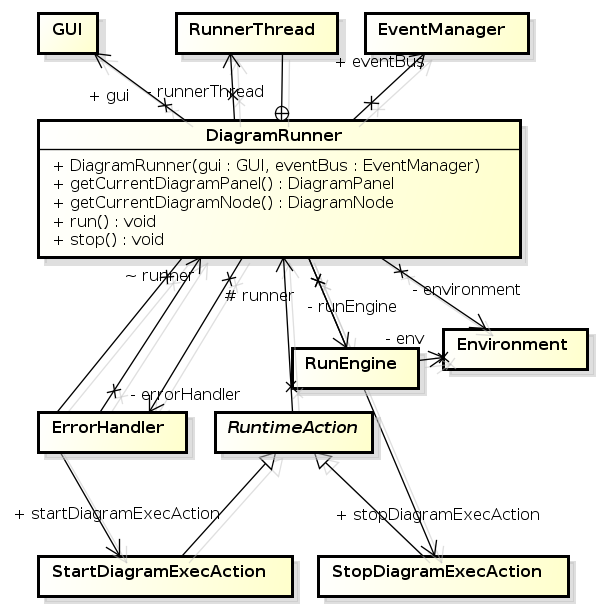 GUI
RunnerThread
EventManager
+ eventBus
- runnerThread
+ gui
DiagramRunner
+ DiagramRunner(gui : GUI, eventBus : EventManager)
+ getCurrentDiagramPanel() : DiagramPanel
+ getCurrentDiagramNode() : DiagramNode
+ run() : void
+ stop() : void
~ runner
# runner
- environment
- runEngine
- env
Environment
RunEngine
- errorHandler
ErrorHandler
RuntimeAction
+ startDiagramExecAction
+ stopDiagramExecAction
StartDiagramExecAction
StopDiagramExecAction